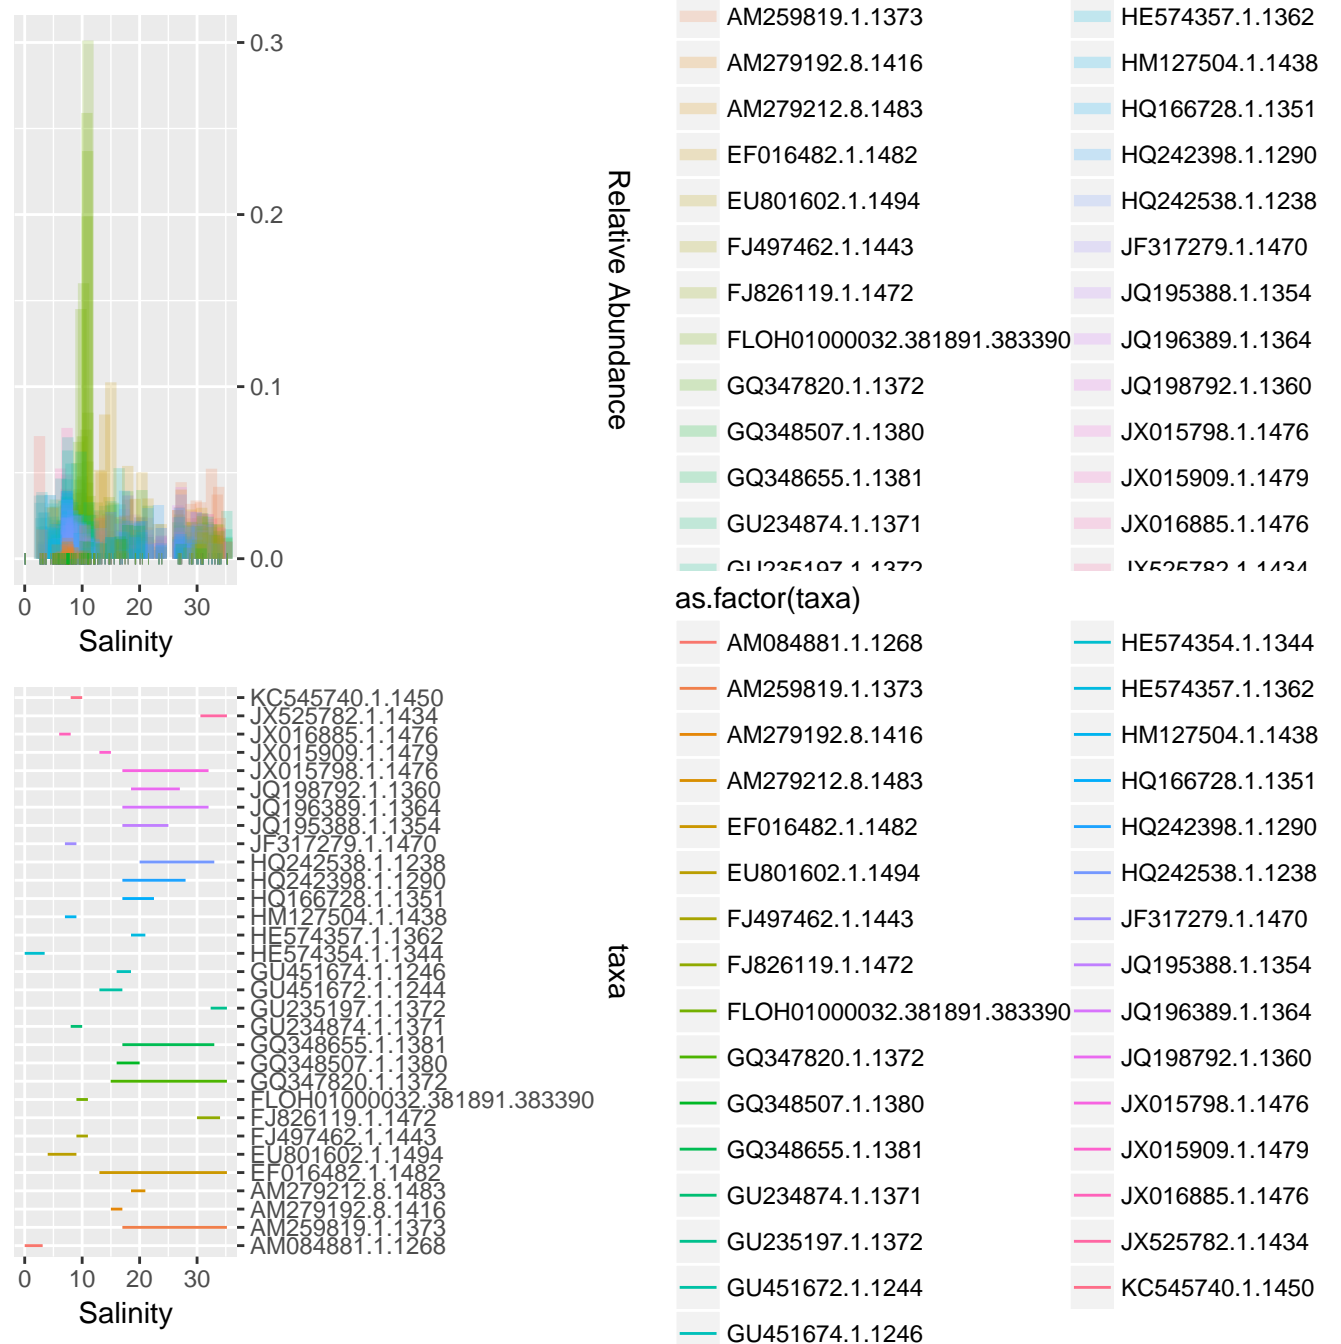 0.3
0.2
0.1
0.0
0 10 20 30
Salinity
Relative Abundance
AM259819.1.1373
AM279192.8.1416
AM279212.8.1483
EF016482.1.1482
EU801602.1.1494
FJ497462.1.1443
FJ826119.1.1472
FLOH01000032.381891.383390
GQ347820.1.1372
GQ348507.1.1380
GQ348655.1.1381
GU234874.1.1371
GU235197.1.1372
HE574357.1.1362
HM127504.1.1438
HQ166728.1.1351
HQ242398.1.1290
HQ242538.1.1238
JF317279.1.1470
JQ195388.1.1354
JQ196389.1.1364
JQ198792.1.1360
JX015798.1.1476
JX015909.1.1479
JX016885.1.1476
JX525782.1.1434
KC545740.1.1450
JX525782.1.1434
JX016885.1.1476
JX015909.1.1479
JX015798.1.1476
JQ198792.1.1360
JQ196389.1.1364
JQ195388.1.1354
JF317279.1.1470
HQ242538.1.1238
HQ242398.1.1290
HQ166728.1.1351
HM127504.1.1438
HE574357.1.1362
HE574354.1.1344
GU451674.1.1246
GU451672.1.1244
GU235197.1.1372
GU234874.1.1371
GQ348655.1.1381
GQ348507.1.1380
GQ347820.1.1372
FLOH01000032.381891.383390
FJ826119.1.1472
FJ497462.1.1443
EU801602.1.1494
EF016482.1.1482
AM279212.8.1483
AM279192.8.1416
AM259819.1.1373
AM084881.1.1268
0 10 20 30
Salinity
taxa
as.factor(taxa)
AM084881.1.1268
AM259819.1.1373
AM279192.8.1416
AM279212.8.1483
EF016482.1.1482
EU801602.1.1494
FJ497462.1.1443
FJ826119.1.1472
FLOH01000032.381891.383390
GQ347820.1.1372
GQ348507.1.1380
GQ348655.1.1381
GU234874.1.1371
GU235197.1.1372
GU451672.1.1244
GU451674.1.1246
HE574354.1.1344
HE574357.1.1362
HM127504.1.1438
HQ166728.1.1351
HQ242398.1.1290
HQ242538.1.1238
JF317279.1.1470
JQ195388.1.1354
JQ196389.1.1364
JQ198792.1.1360
JX015798.1.1476
JX015909.1.1479
JX016885.1.1476
JX525782.1.1434
KC545740.1.1450